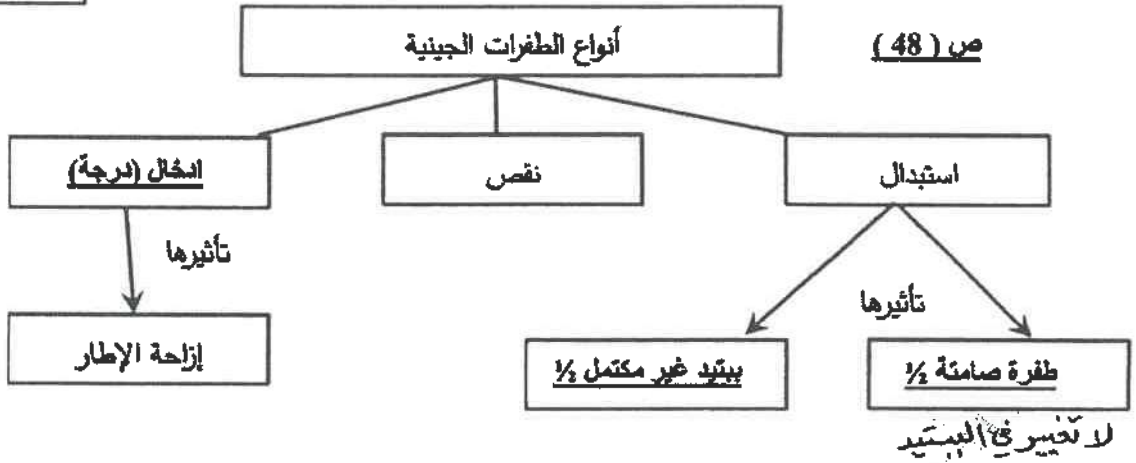 ص ( 48 )
أنواع الطفرات الجينية
استبدال
نقص
ادخال (درجة)
تأثيرها
تأثيرها
طفرة صامتة ½
ببتيد غير مكتمل ½
إزاحة الإطار
لا تغيير في الببتيد